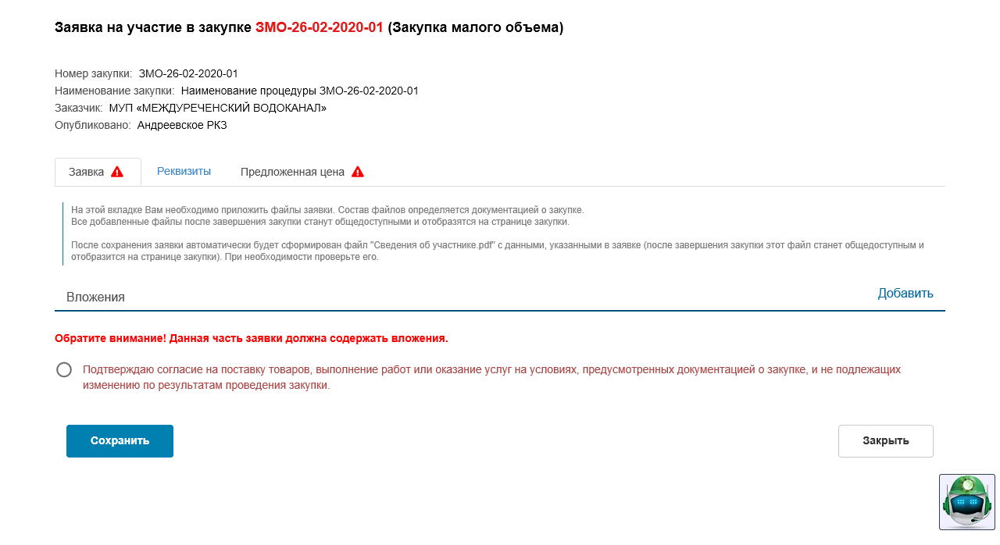 Заявка на участие в закупке ЗМО-26-02-2020-01 (Закупка малого объема)
Номер закупки: ЗМО-26-02-2020-01
Наименование закупки: Наименование процедуры ЗМО-26-02-2020-01
Заказчик: МУП «МЕЖДУРЕЧЕНСКИЙ ВОДОКАНАЛ»
Опубликовано: Андреевское РКЗ
Заявка Реквизиты Предложенная цена
На этой вкладке Вам необходимо приложить файлы заявки. Состав файлов определяется документацией о закупке.
Все добавленные файлы после завершения закупки станут общедоступными и отобразятся на странице закупки.
После сохранения заявки автоматически будет сформирован файл "Сведения об участнике.pdf" с данными, указанными в заявке (после завершения закупки этот файл станет общедоступным и
отобразится на странице закупки). При необходимости проверьте его.
Вложения Добавить
Обратите внимание! Данная часть заявки должна содержать вложения.
Подтверждаю согласие на поставку товаров, выполнение работ или оказание услуг на условиях, предусмотренных документацией о закупке, и не подлежащих
изменению по результатам проведения закупки.
Сохранить Закрыть